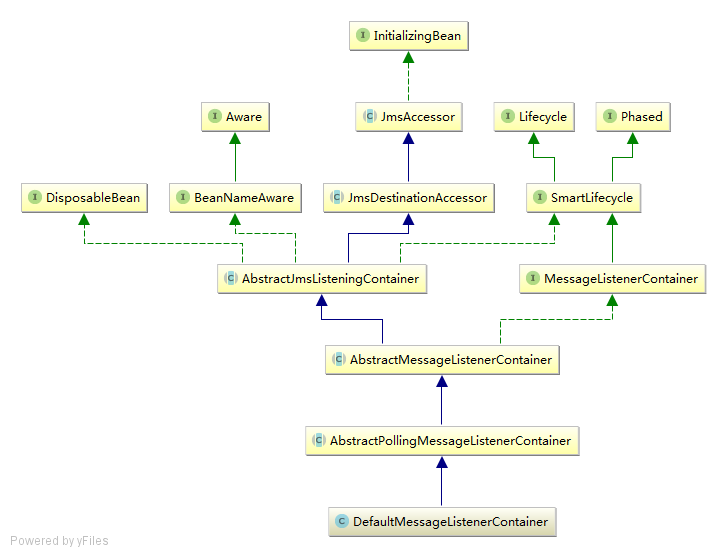 I InitializingBean
I Aware
C JmsAccessor
I Lifecycle
I Phased
I DisposableBean
I BeanNameAware
C JmsDestinationAccessor
I SmartLifecycle
C AbstractJmsListeningContainer
I MessageListenerContainer
C AbstractMessageListenerContainer
C AbstractPollingMessageListenerContainer
C DefaultMessageListenerContainer
Powered by yFiles